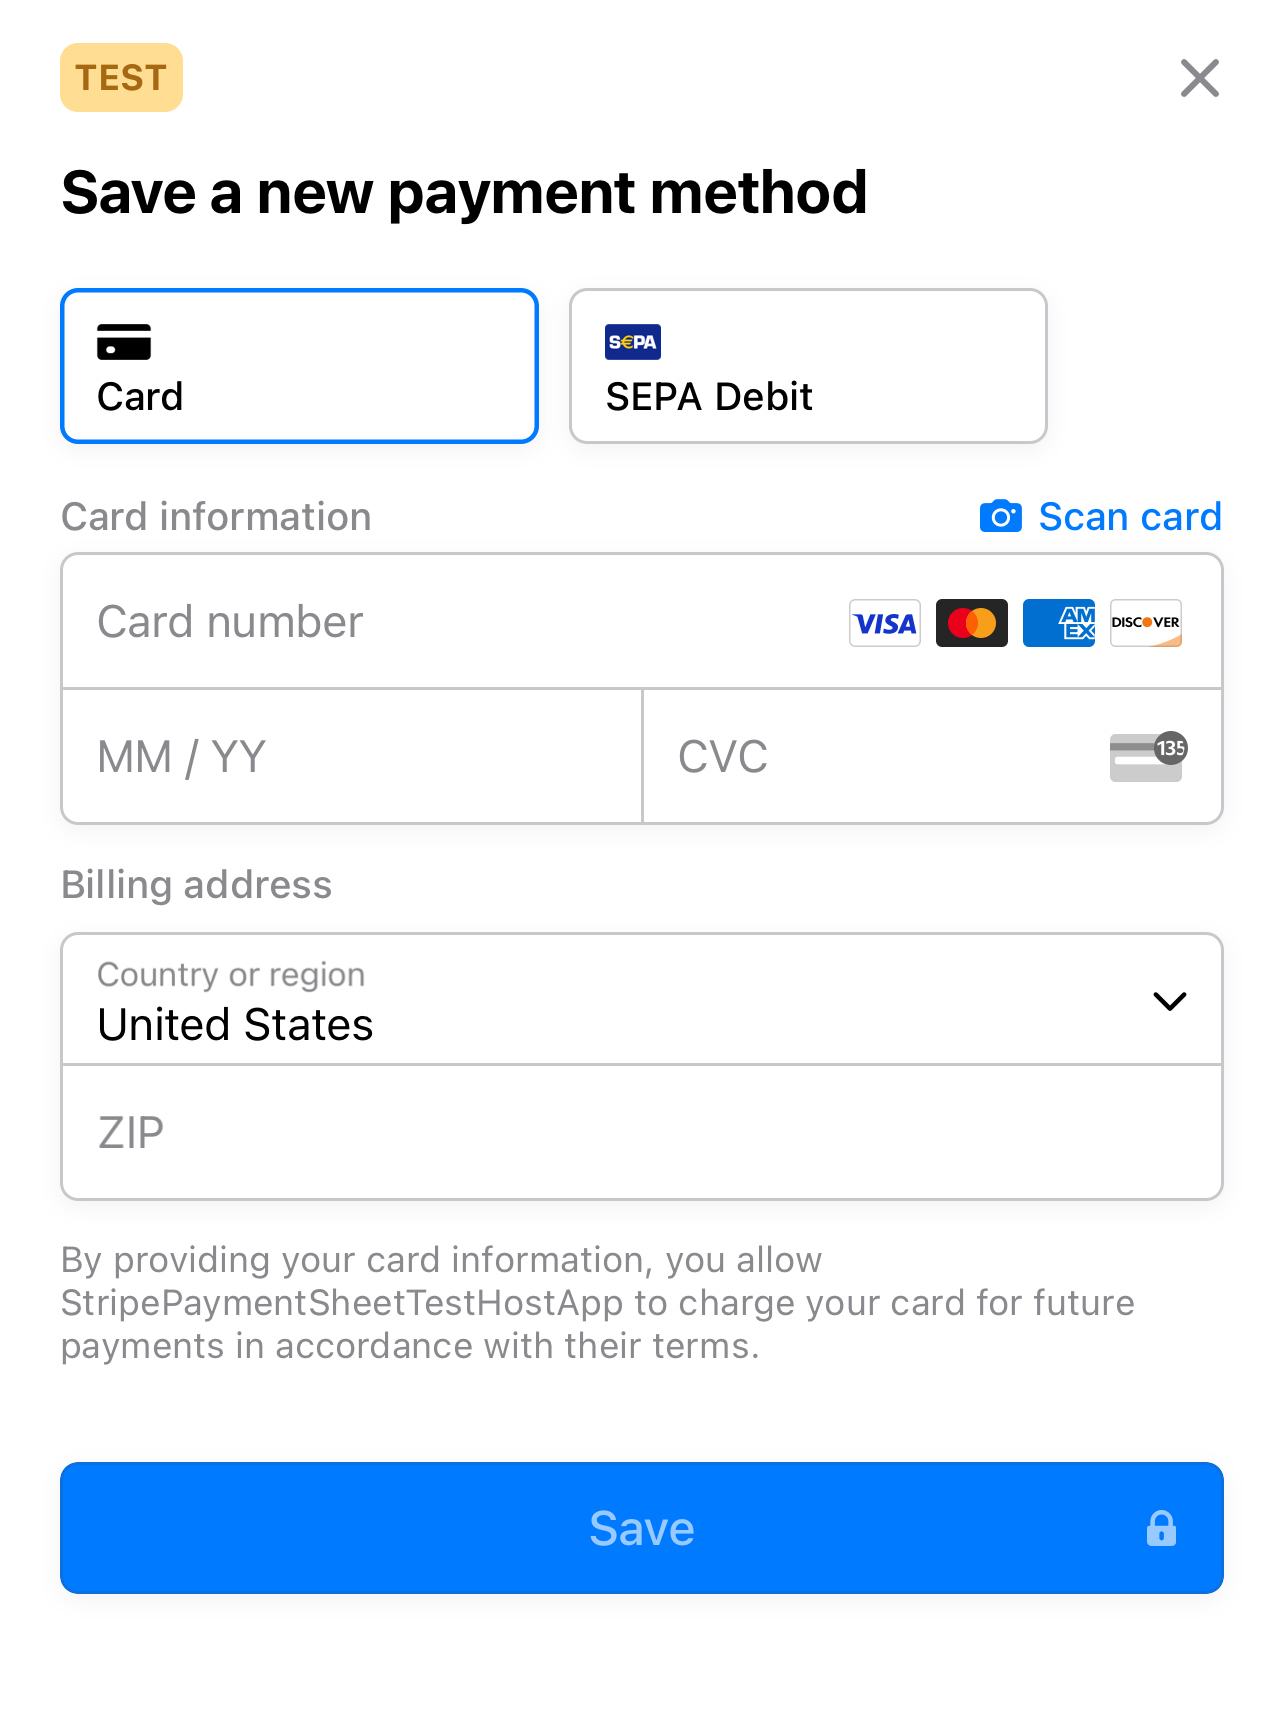 TEST
Save a new payment method
Card
S€PA
SEPA Debit
Card information
Scan card
Card number
VISA
AM
EX
DISCOVER
MM / YY
CVC
135
Billing address
Country or region
United States
ZIP
By providing your card information, you allow
StripePaymentSheetTestHostApp to charge your card for future
payments in accordance with their terms.
Save